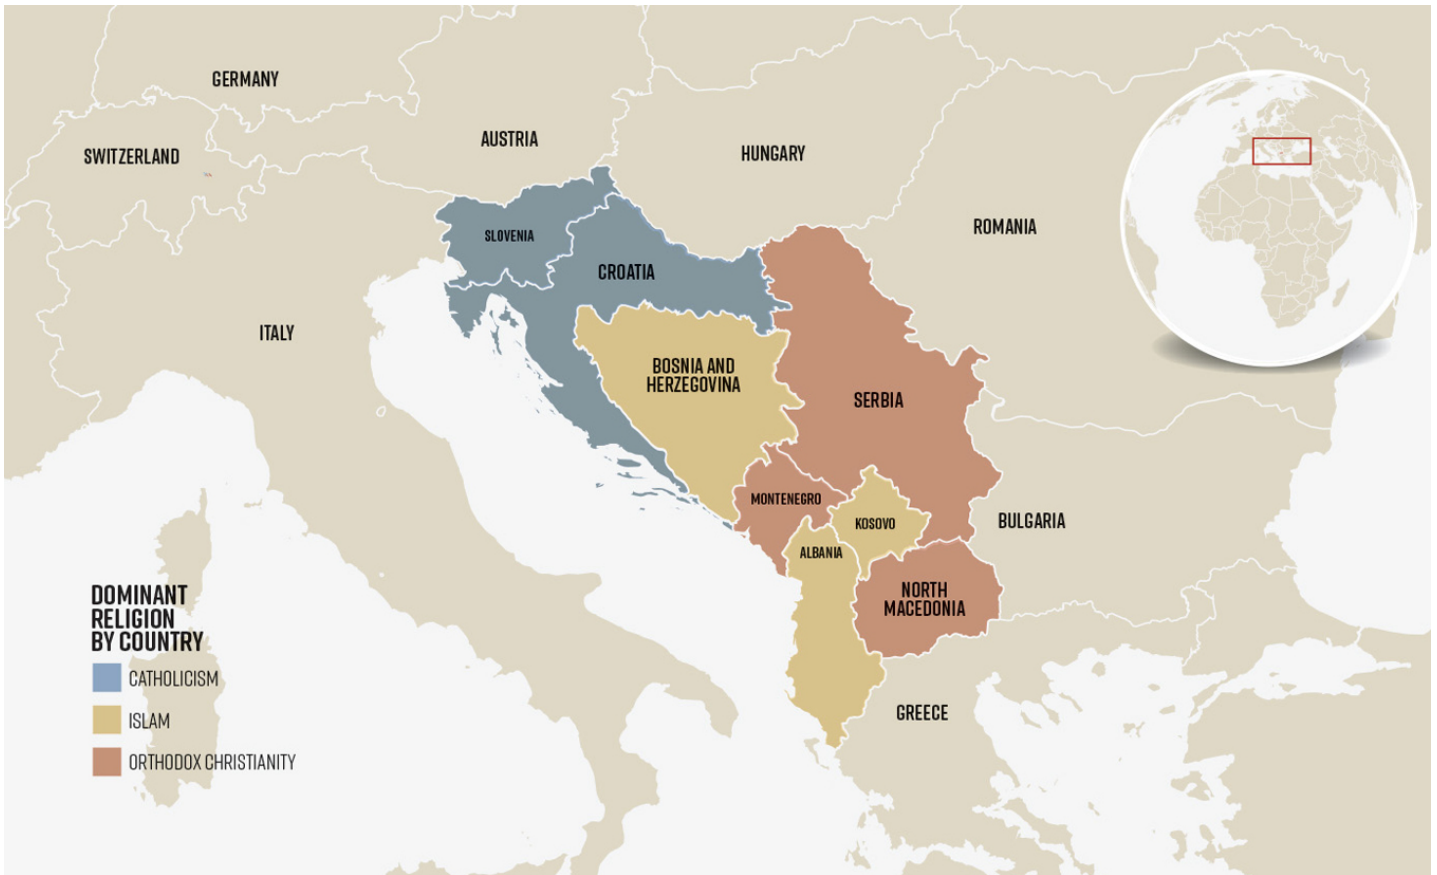 GERMANY
SWITZERLAND
AUSTRIA
HUNGARY
ROMANIA
SLOVENIA
CROATIA
ITALY
BOSNIA AND
HERZEGOVINA
SERBIA
MONTENEGRO
KOSOVO
BULGARIA
ALBANIA
NORTH
MACEDONIA
GREECE
DOMINANT
RELIGION
BY COUNTRY
CATHOLICISM
ISLAM
ORTHODOX CHRISTIANITY